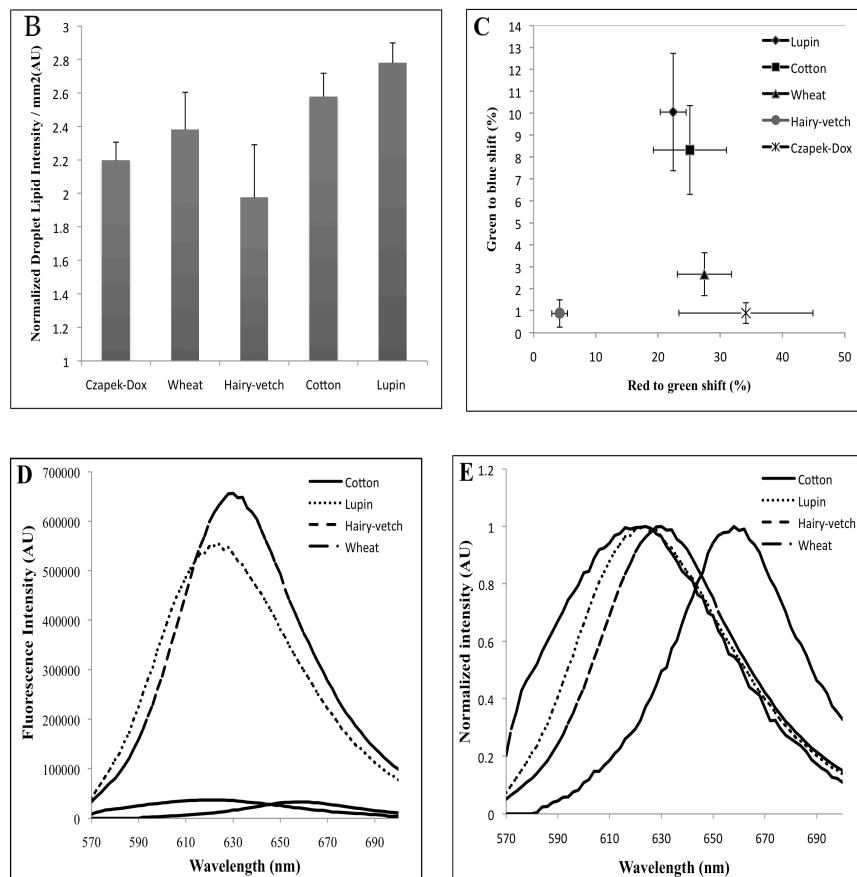 B
Normalized Droplet Lipid Intensity / mm2(AU)
3
2.8
2.6
2.4
2.2
2
1.8
1.6
1.4
1.2
1
Czapek-Dox Wheat Hairy-vetch Cotton Lupin
C
Green to blue shift (%)
14
13
12
11
10
9
8
7
6
5
4
3
2
1
0
0 10 20 30 40 50
Red to green shift (%)
Lupin
Cotton
Wheat
Hairy-vetch
Czapek-Dox
D
Fluorescence Intensity (AU)
700000
600000
500000
400000
300000
200000
100000
0
570 590 610 630 650 670 690
Wavelength (nm)
Cotton
Lupin
Hairy-vetch
Wheat
E
Normalized intensity (AU)
1.2
1
0.8
0.6
0.4
0.2
0
570 590 610 630 650 670 690
Wavelength (nm)
Cotton
Lupin
Hairy-vetch
Wheat